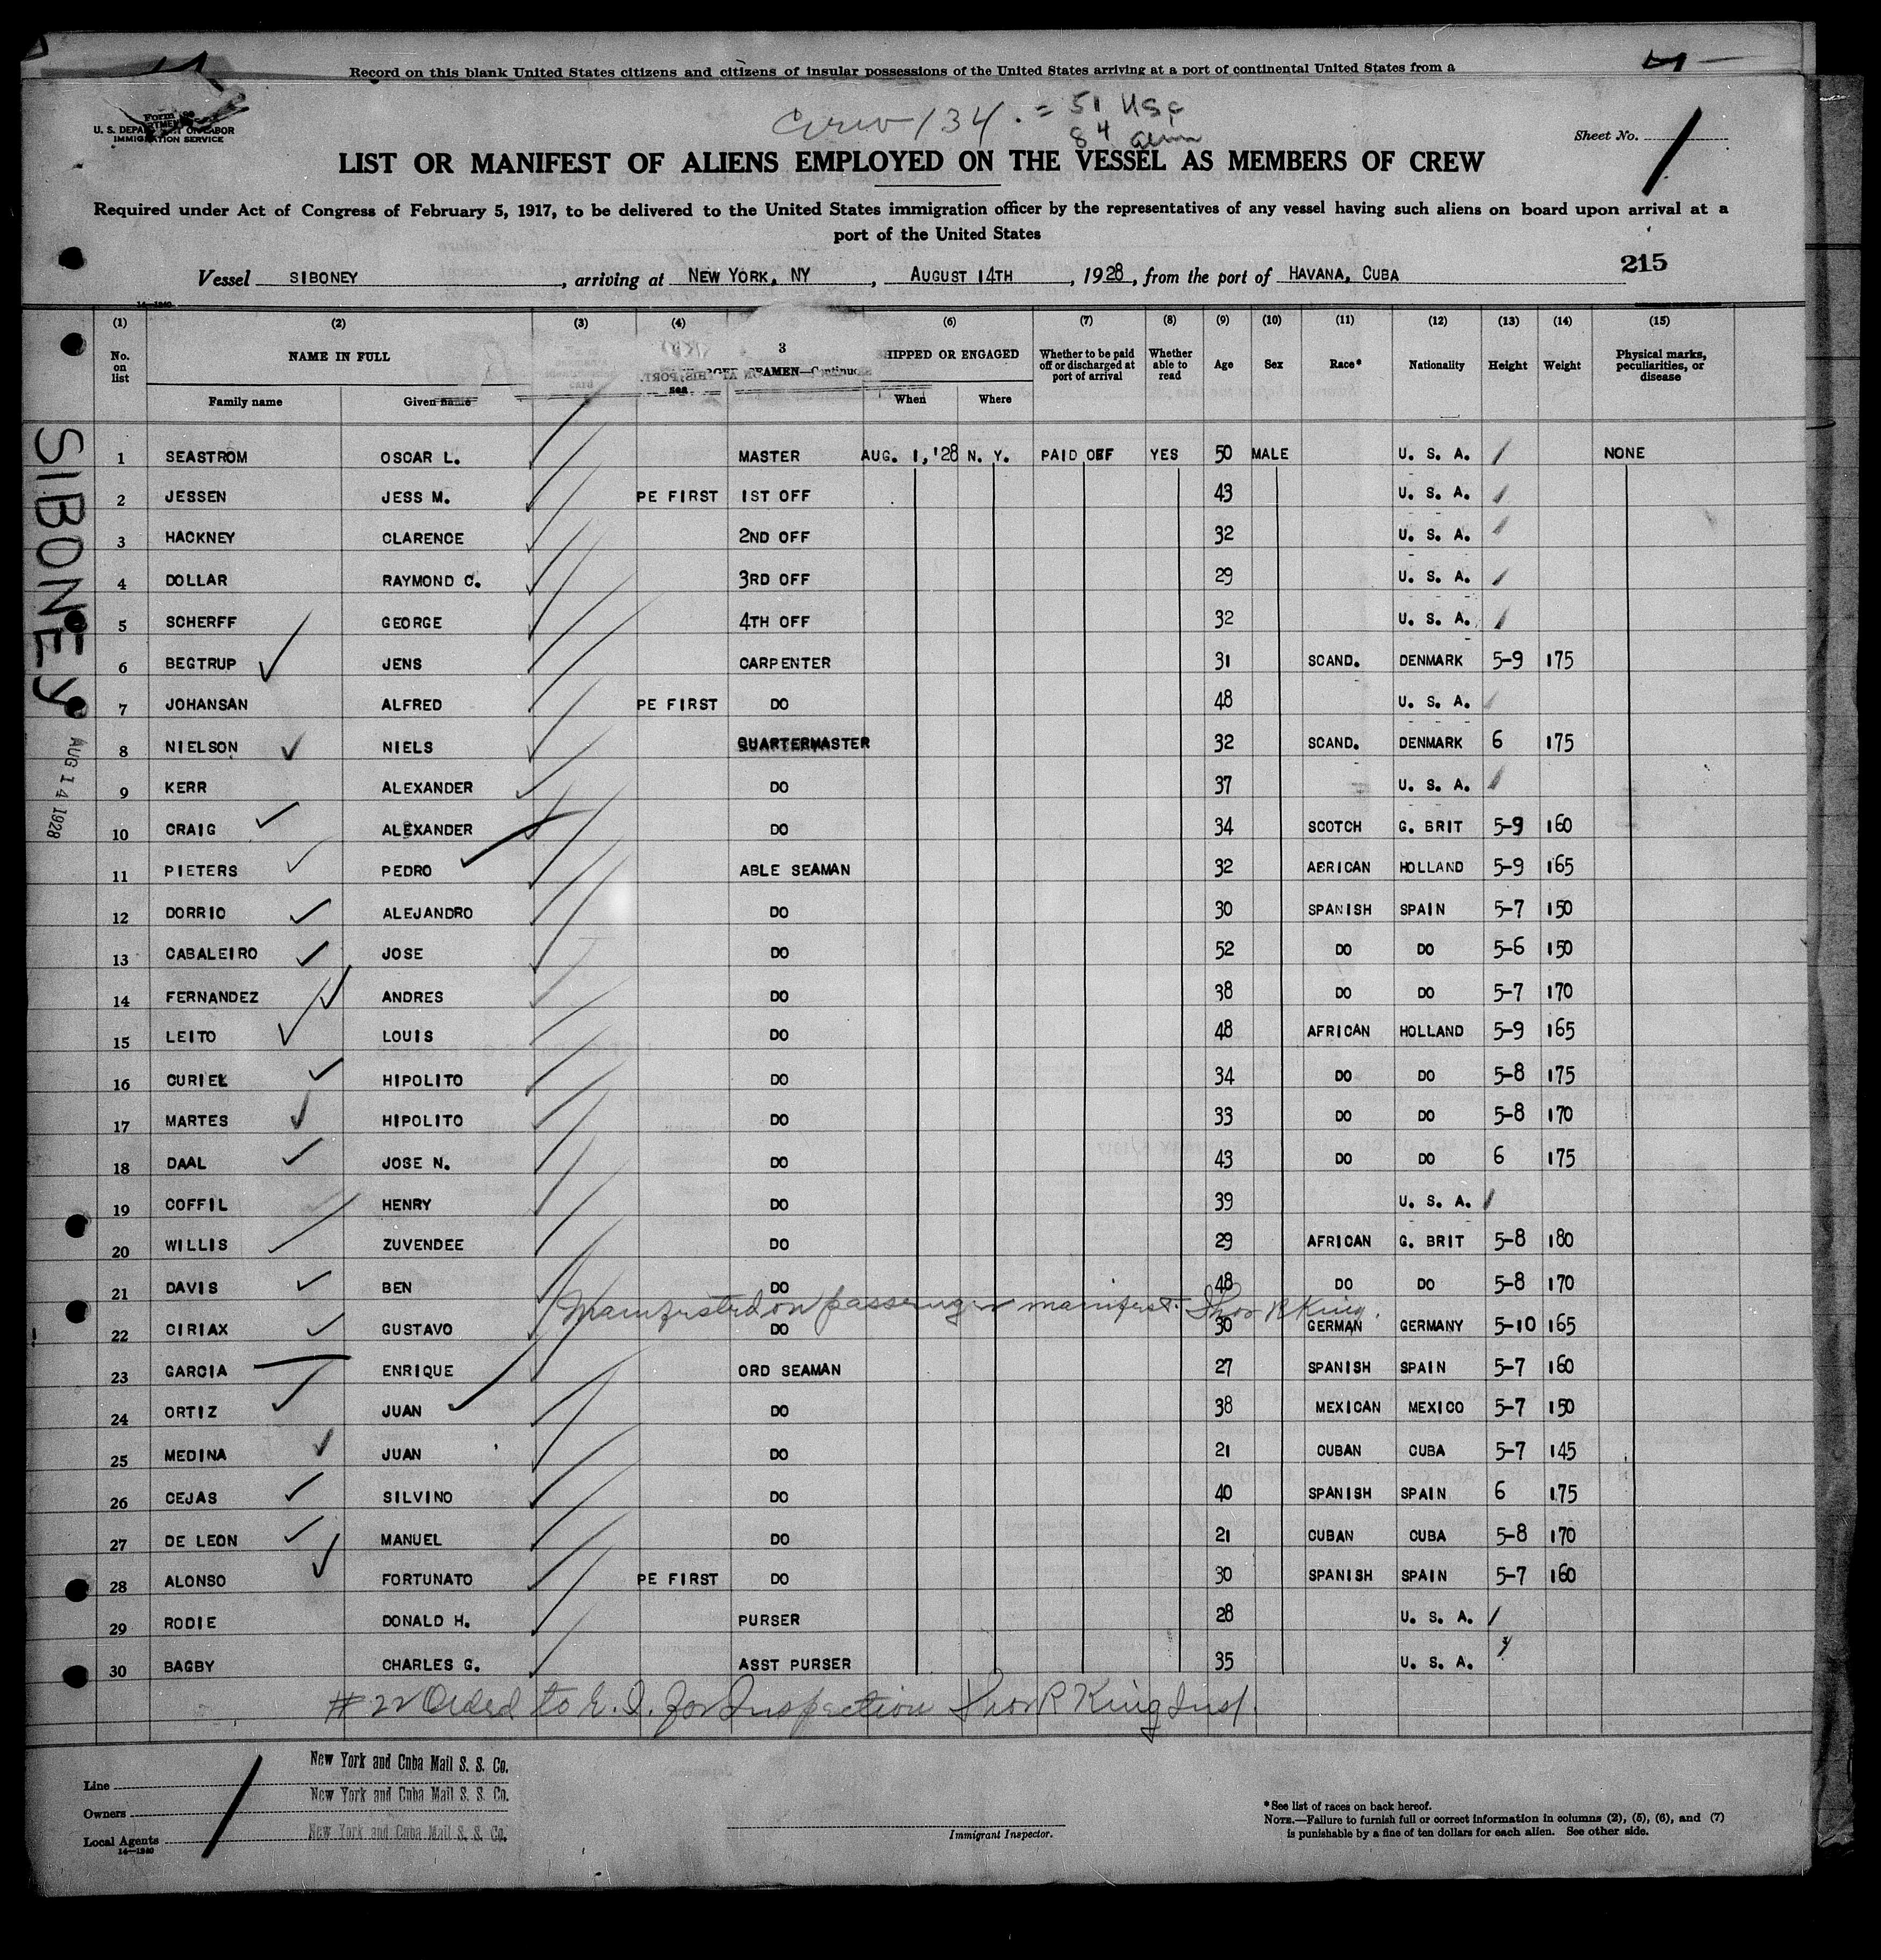 Record on this blank United States citizens and citizens of insular possessions of the United States arriving at a port of continental United States from a
Form
U. S. DEPARTMENT OF LABOR
IMMIGRATION SERVICE
Crew 134. = 51 USC
84 alien
Sheet No. 1
LIST OR MANIFEST OF ALIENS EMPLOYED ON THE VESSEL AS MEMBERS OF CREW
Required under Act of Congress of February 5, 1917, to be delivered to the United States immigration officer by the representatives of any vessel having such aliens on board upon arrival at a
port of the United States
215
Vessel SIBONEY, arriving at NEW YORK, NY, AUGUST 14TH, 1928, from the port of HAVANA, CUBA
14—1240
(1) (2) (3) (4) (6) (7) (8) (9) (10) (11) (12) (13) (14) (15)
No. on list NAME IN FULL Family name Given name card sea 3 SEAMEN—Continued SHIPPED OR ENGAGED When Where Whether to be paid off or discharged at port of arrival Whether able to read Age Sex Race* Nationality Height Weight Physical marks, peculiarities, or disease
1 SEASTROM OSCAR L. MASTER AUG. 1,'28 N. Y. PAID OFF YES 50 MALE U. S. A. NONE
2 JESSEN JESS M. PE FIRST 1ST OFF 43 U. S. A.
3 HACKNEY CLARENCE 2ND OFF 32 U. S. A.
4 DOLLAR RAYMOND C. 3RD OFF 29 U. S. A.
5 SCHERFF GEORGE 4TH OFF 32 U. S. A.
6 BEGTRUP JENS CARPENTER 31 SCAND. DENMARK 5-9 175
7 JOHANSAN ALFRED PE FIRST DO 48 U. S. A.
8 NIELSON NIELS QUARTERMASTER 32 SCAND. DENMARK 6 175
9 KERR ALEXANDER DO 37 U. S. A.
10 CRAIG ALEXANDER DO 34 SCOTCH G. BRIT 5-9 160
11 PIETERS PEDRO ABLE SEAMAN 32 AFRICAN HOLLAND 5-9 165
12 DORRIO ALEJANDRO DO 30 SPANISH SPAIN 5-7 150
13 CABALEIRO JOSE DO 52 DO DO 5-6 150
14 FERNANDEZ ANDRES DO 38 DO DO 5-7 170
15 LEITO LOUIS DO 48 AFRICAN HOLLAND 5-9 165
16 CURIEL HIPOLITO DO 34 DO DO 5-8 175
17 MARTES HIPOLITO DO 33 DO DO 5-8 170
18 DAAL JOSE N. DO 43 DO DO 6 175
19 COFFIL HENRY DO 39 U. S. A.
20 WILLIS ZUVENDEE DO 29 AFRICAN G. BRIT 5-8 180
21 DAVIS BEN DO 48 DO DO 5-8 170
Manifested on passenger manifest. Thos R King.
22 CIRIAX GUSTAVO DO 30 GERMAN GERMANY 5-10 165
23 GARCIA ENRIQUE ORD SEAMAN 27 SPANISH SPAIN 5-7 160
24 ORTIZ JUAN DO 38 MEXICAN MEXICO 5-7 150
25 MEDINA JUAN DO 21 CUBAN CUBA 5-7 145
26 CEJAS SILVINO DO 40 SPANISH SPAIN 6 175
27 DE LEON MANUEL DO 21 CUBAN CUBA 5-8 170
28 ALONSO FORTUNATO PE FIRST DO 30 SPANISH SPAIN 5-7 160
29 RODIE DONALD H. PURSER 28 U. S. A.
30 BAGBY CHARLES G. ASST PURSER 35 U. S. A.
#22 Orded to E. I. for Inspection Thos R King Insp.
SIBONEY
AUG 14 1928
Line New York and Cuba Mail S. S. Co.
Owners New York and Cuba Mail S. S. Co.
Local Agents New York and Cuba Mail S. S. Co.
14—1240
Immigrant Inspector.
*See list of races on back hereof.
NOTE.—Failure to furnish full or correct information in columns (2), (5), (6), and (7)
is punishable by a fine of ten dollars for each alien. See other side.